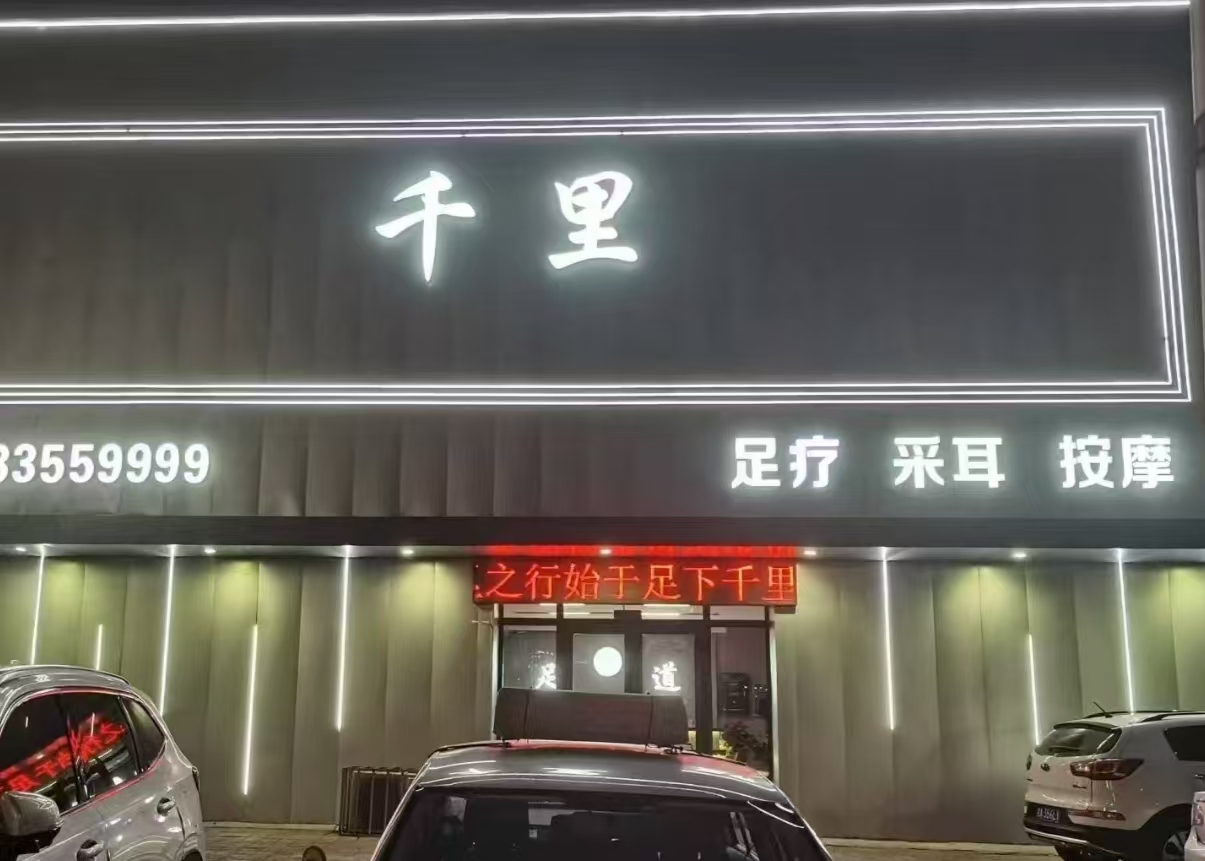 千里
33559999
足疗 采耳 按摩
之行始于足下千里
足道